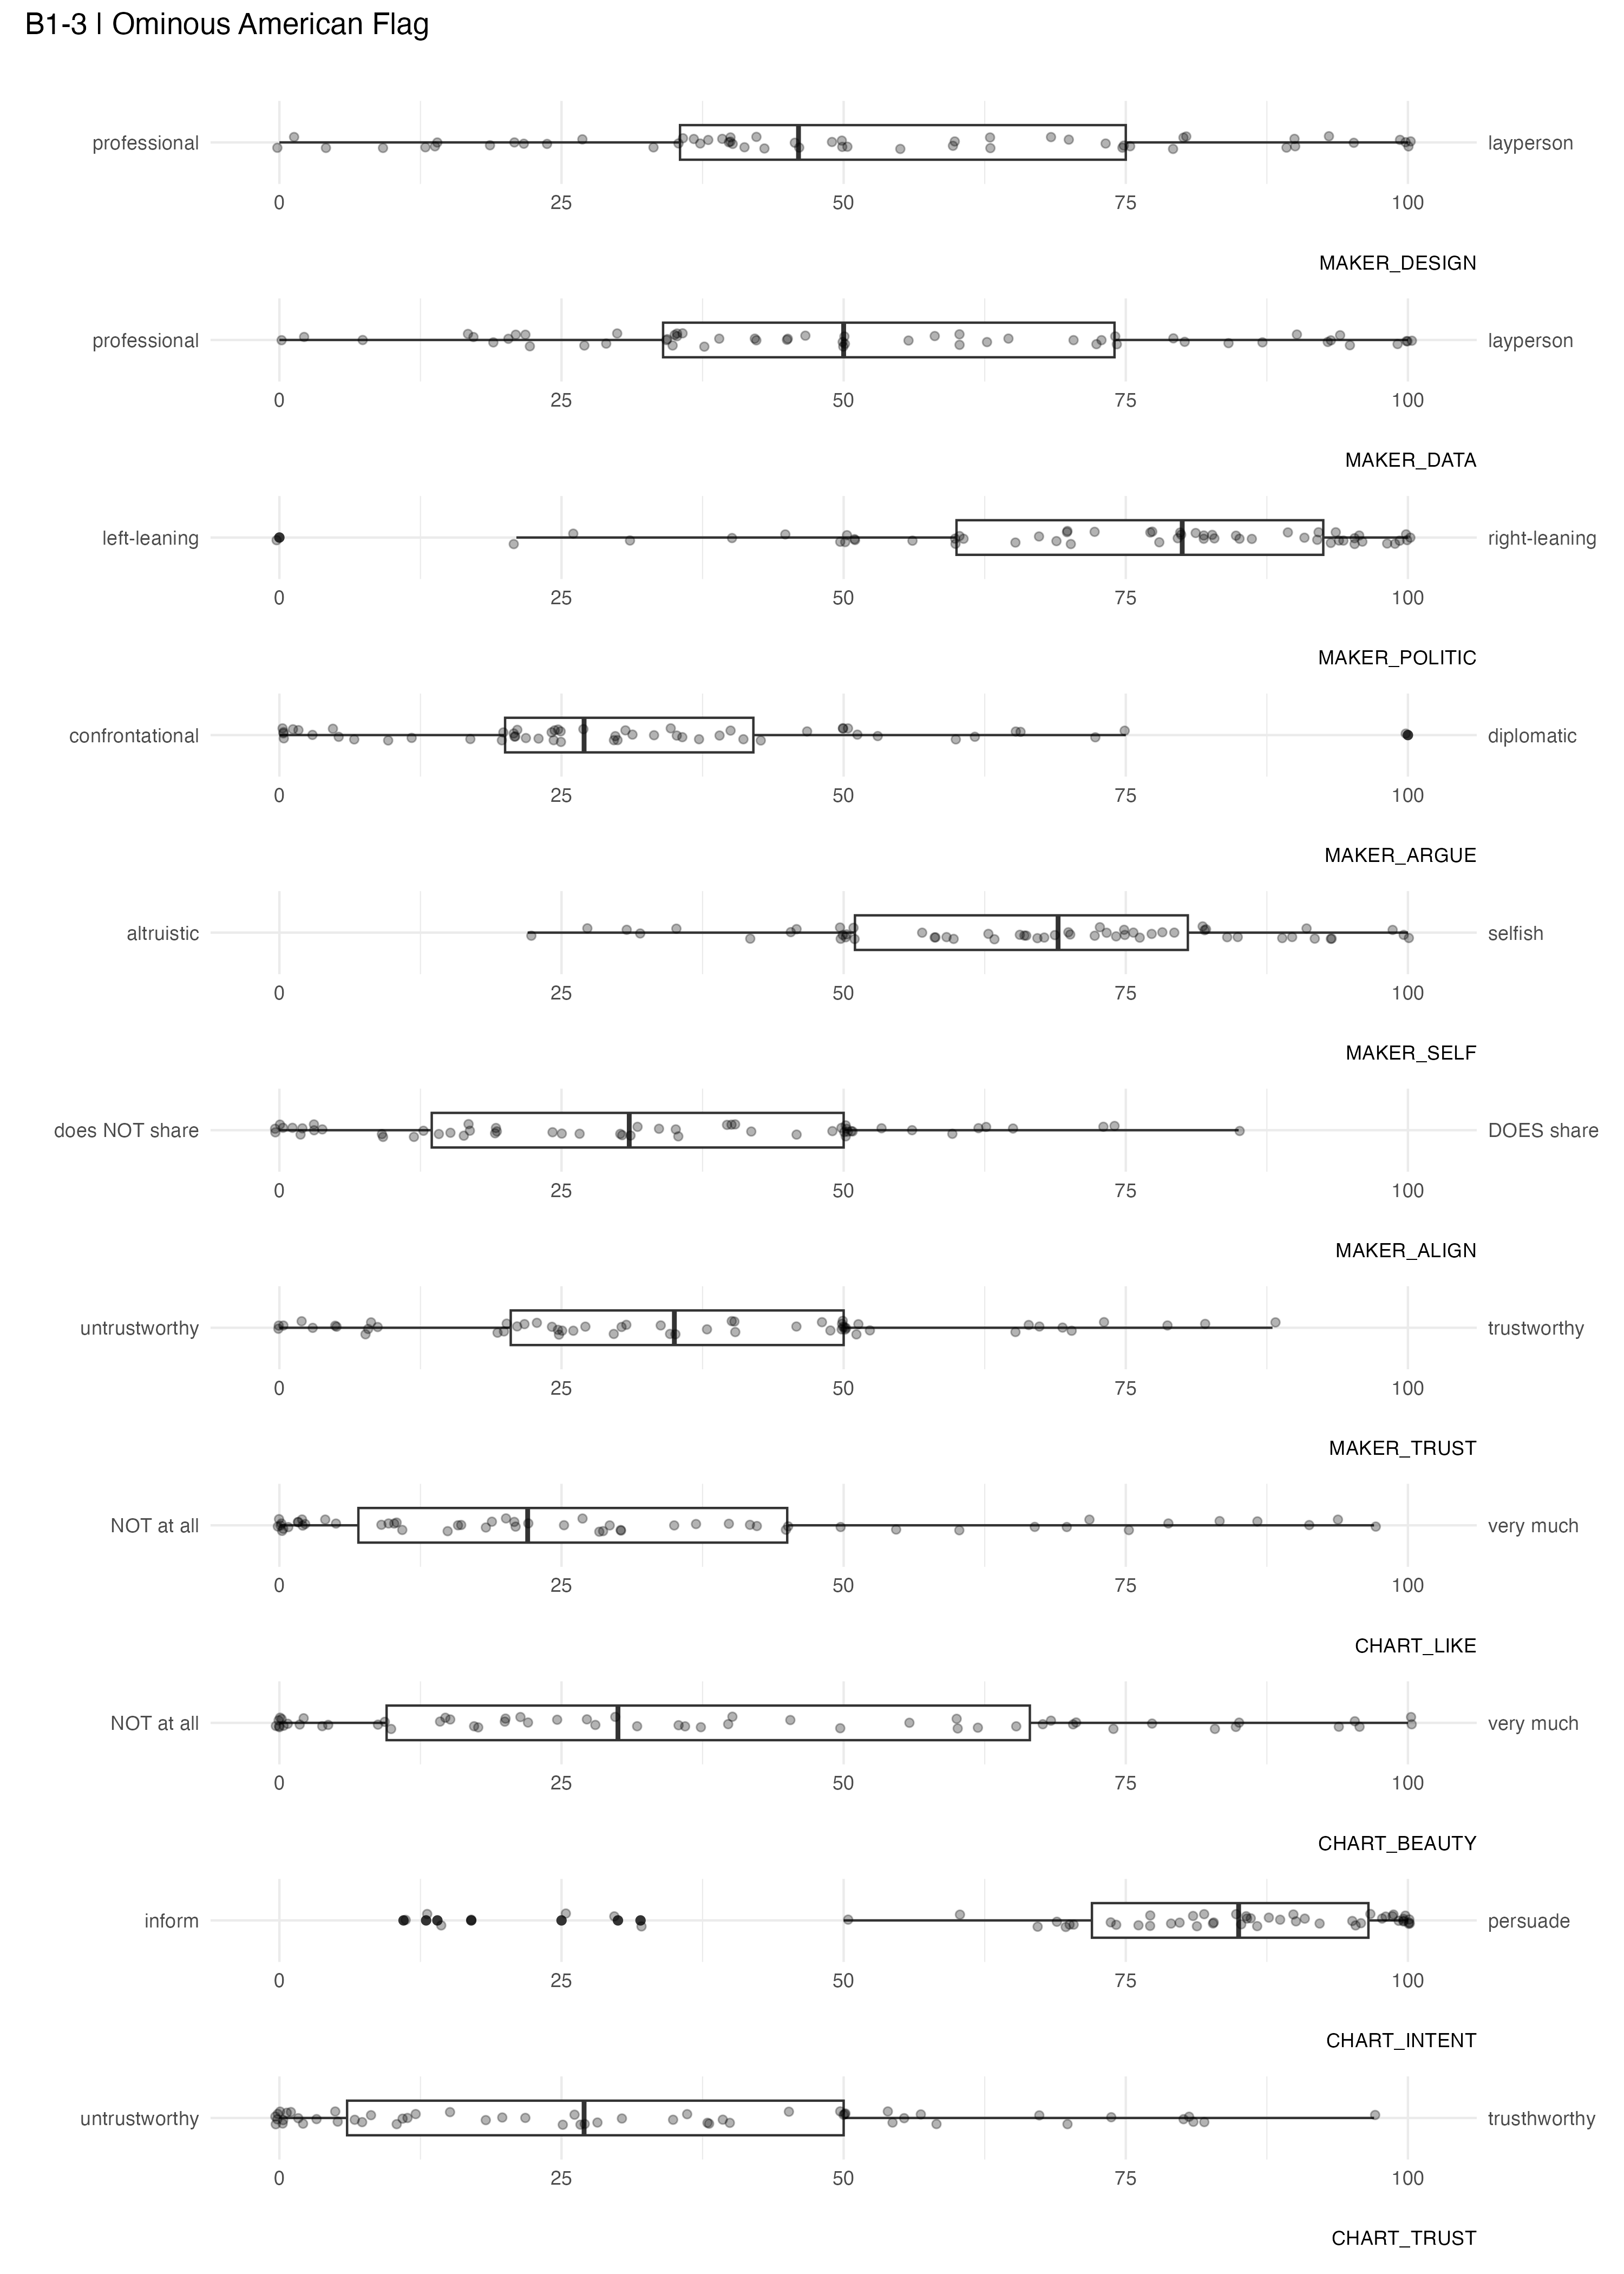 B1-3 | Ominous American Flag
professional layperson
0 25 50 75 100
MAKER_DESIGN
professional layperson
0 25 50 75 100
MAKER_DATA
left-leaning right-leaning
0 25 50 75 100
MAKER_POLITIC
confrontational diplomatic
0 25 50 75 100
MAKER_ARGUE
altruistic selfish
0 25 50 75 100
MAKER_SELF
does NOT share DOES share
0 25 50 75 100
MAKER_ALIGN
untrustworthy trustworthy
0 25 50 75 100
MAKER_TRUST
NOT at all very much
0 25 50 75 100
CHART_LIKE
NOT at all very much
0 25 50 75 100
CHART_BEAUTY
inform persuade
0 25 50 75 100
CHART_INTENT
untrustworthy trusthworthy
0 25 50 75 100
CHART_TRUST